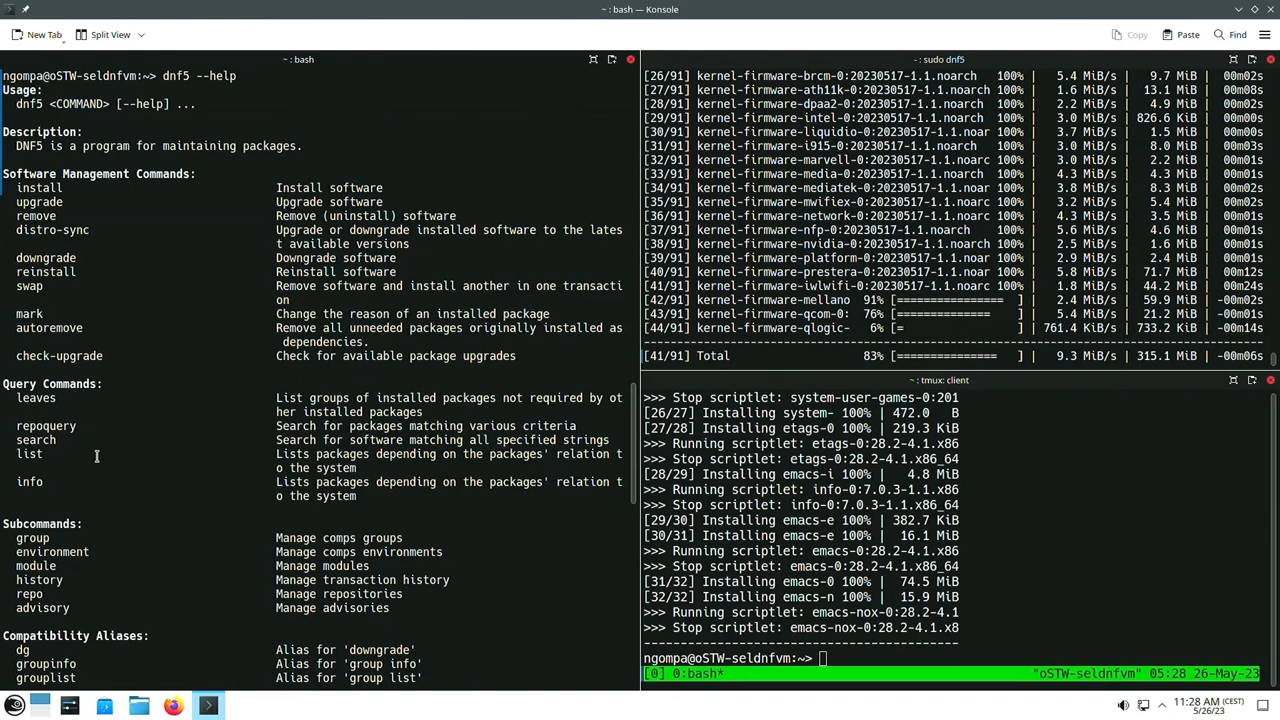 ~ : bash — Konsole
New Tab
Split View
Copy
Paste
Find
~ : bash
ngompa@oSTW-seldnfvm:~> dnf5 --help
Usage:
dnf5 <COMMAND> [--help] ...
Description:
DNF5 is a program for maintaining packages.
Software Management Commands:
install Install software
upgrade Upgrade software
remove Remove (uninstall) software
distro-sync Upgrade or downgrade installed software to the lates
t available versions
downgrade Downgrade software
reinstall Reinstall software
swap Remove software and install another in one transacti
on
mark Change the reason of an installed package
autoremove Remove all unneeded packages originally installed as
dependencies.
check-upgrade Check for available package upgrades
Query Commands:
leaves List groups of installed packages not required by ot
her installed packages
repoquery Search for packages matching various criteria
search Search for software matching all specified strings
list Lists packages depending on the packages' relation t
o the system
info Lists packages depending on the packages' relation t
o the system
Subcommands:
group Manage comps groups
environment Manage comps environments
module Manage modules
history Manage transaction history
repo Manage repositories
advisory Manage advisories
Compatibility Aliases:
dg Alias for 'downgrade'
groupinfo Alias for 'group info'
grouplist Alias for 'group list'
~ : sudo dnf5
[26/91] kernel-firmware-brcm-0:20230517-1.1.noarch 100% | 5.4 MiB/s | 9.7 MiB | 00m02s
[27/91] kernel-firmware-ath11k-0:20230517-1.1.noar 100% | 1.6 MiB/s | 13.1 MiB | 00m08s
[28/91] kernel-firmware-dpaa2-0:20230517-1.1.noarc 100% | 2.2 MiB/s | 4.9 MiB | 00m02s
[29/91] kernel-firmware-intel-0:20230517-1.1.noarc 100% | 3.0 MiB/s | 826.6 KiB | 00m00s
[30/91] kernel-firmware-liquidio-0:20230517-1.1.noar 100% | 3.7 MiB/s | 1.5 MiB | 00m00s
[31/91] kernel-firmware-i915-0:20230517-1.1.noarch 100% | 3.0 MiB/s | 8.0 MiB | 00m03s
[32/91] kernel-firmware-marvell-0:20230517-1.1.noa 100% | 3.0 MiB/s | 2.2 MiB | 00m01s
[33/91] kernel-firmware-media-0:20230517-1.1.noarc 100% | 4.3 MiB/s | 4.3 MiB | 00m01s
[34/91] kernel-firmware-mediatek-0:20230517-1.1.no 100% | 3.8 MiB/s | 8.3 MiB | 00m02s
[35/91] kernel-firmware-mwifiex-0:20230517-1.1.noa 100% | 3.2 MiB/s | 5.4 MiB | 00m02s
[36/91] kernel-firmware-network-0:20230517-1.1.noa 100% | 4.3 MiB/s | 3.5 MiB | 00m01s
[37/91] kernel-firmware-nfp-0:20230517-1.1.noarch 100% | 5.6 MiB/s | 4.6 MiB | 00m01s
[38/91] kernel-firmware-nvidia-0:20230517-1.1.noarch 100% | 2.5 MiB/s | 1.6 MiB | 00m01s
[39/91] kernel-firmware-platform-0:20230517-1.1.no 100% | 2.9 MiB/s | 2.4 MiB | 00m01s
[40/91] kernel-firmware-prestera-0:20230517-1.1.no 100% | 5.8 MiB/s | 71.7 MiB | 00m12s
[41/91] kernel-firmware-iwlwifi-0:20230517-1.1.noa 100% | 1.8 MiB/s | 44.2 MiB | 00m24s
[42/91] kernel-firmware-mellano 91% [================ ] | 2.4 MiB/s | 59.9 MiB | -00m02s
[43/91] kernel-firmware-qcom-0: 76% [============== ] | 5.4 MiB/s | 21.2 MiB | -00m01s
[44/91] kernel-firmware-qlogic- 6% [= ] | 761.4 KiB/s | 733.2 KiB | -00m14s
--------------------------------------------------------------------------------
[41/91] Total 83% [=============== ] | 9.3 MiB/s | 315.1 MiB | -00m06s
~ : tmux: client
>>> Stop scriptlet: system-user-games-0:201
[26/27] Installing system- 100% | 472.0 B
[27/28] Installing etags-0 100% | 219.3 KiB
>>> Running scriptlet: etags-0:28.2-4.1.x86
>>> Stop scriptlet: etags-0:28.2-4.1.x86_64
[28/29] Installing emacs-i 100% | 4.8 MiB
>>> Running scriptlet: info-0:7.0.3-1.1.x86
>>> Stop scriptlet: info-0:7.0.3-1.1.x86_64
[29/30] Installing emacs-e 100% | 382.7 KiB
[30/31] Installing emacs-e 100% | 16.1 MiB
>>> Running scriptlet: emacs-0:28.2-4.1.x86
>>> Stop scriptlet: emacs-0:28.2-4.1.x86_64
[31/32] Installing emacs-0 100% | 74.5 MiB
[32/32] Installing emacs-n 100% | 15.9 MiB
>>> Running scriptlet: emacs-nox-0:28.2-4.1
>>> Stop scriptlet: emacs-nox-0:28.2-4.1.x8
-------------------------------------------
ngompa@oSTW-seldnfvm:~>
[0] 0:bash* "oSTW-seldnfvm" 05:28 26-May-23
11:28 AM (CEST)
5/26/23